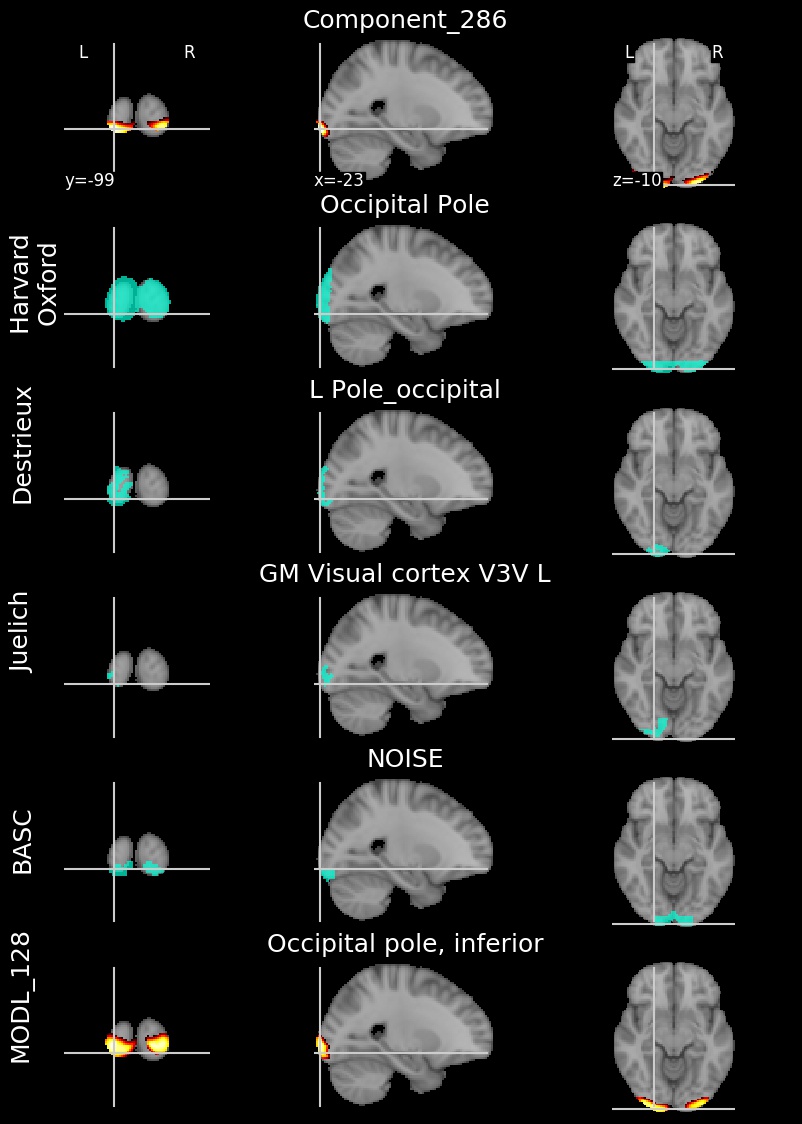 Component_286
L R
L R
y=-99
x=-23
z=-10
Occipital Pole
Harvard
Oxford
L Pole_occipital
Destrieux
GM Visual cortex V3V L
Juelich
NOISE
BASC
Occipital pole, inferior
MODL_128